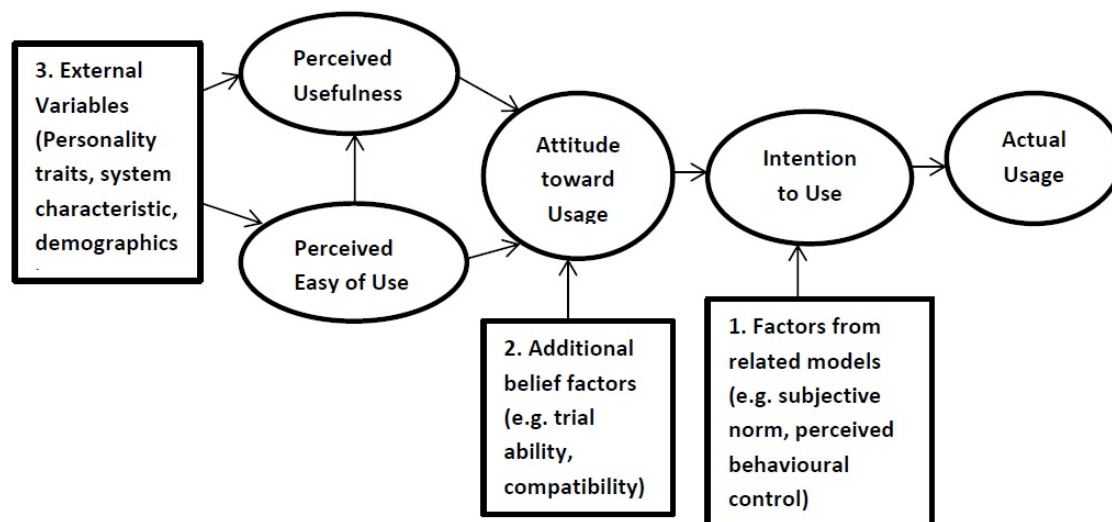 3. External
Variables
(Personality
traits, system
characteristic,
demographics
Perceived
Usefulness
Perceived
Easy of Use
Attitude
toward
Usage
Intention
to Use
Actual
Usage
2. Additional
belief factors
(e.g. trial
ability,
compatibility)
1. Factors from
related models
(e.g. subjective
norm, perceived
behavioural
control)